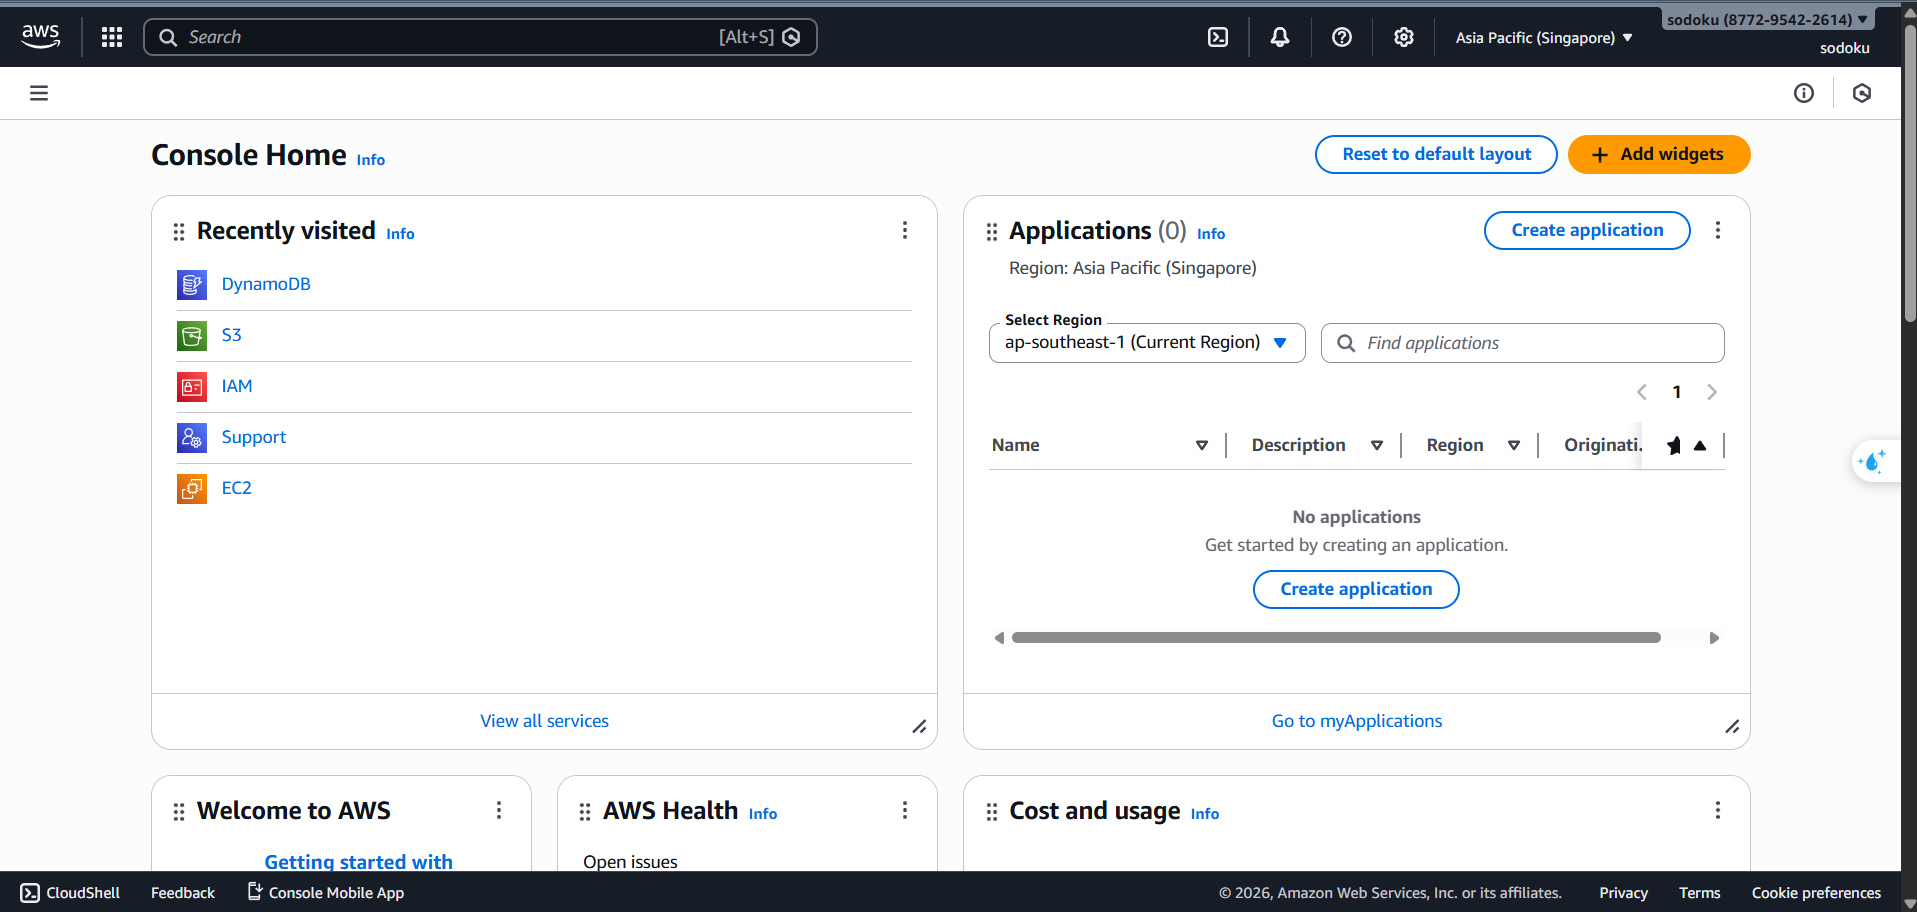 aws
Search [Alt+S]
Asia Pacific (Singapore)
sodoku (8772-9542-2614)
sodoku
Console Home Info
Reset to default layout
Add widgets
Recently visited Info
DynamoDB
S3
IAM
Support
EC2
View all services
Applications (0) Info
Create application
Region: Asia Pacific (Singapore)
Select Region
ap-southeast-1 (Current Region)
Find applications
1
Name Description Region Originati.
No applications
Get started by creating an application.
Create application
Go to myApplications
Welcome to AWS
Getting started with
AWS Health Info
Open issues
Cost and usage Info
CloudShell Feedback Console Mobile App © 2026, Amazon Web Services, Inc. or its affiliates. Privacy Terms Cookie preferences